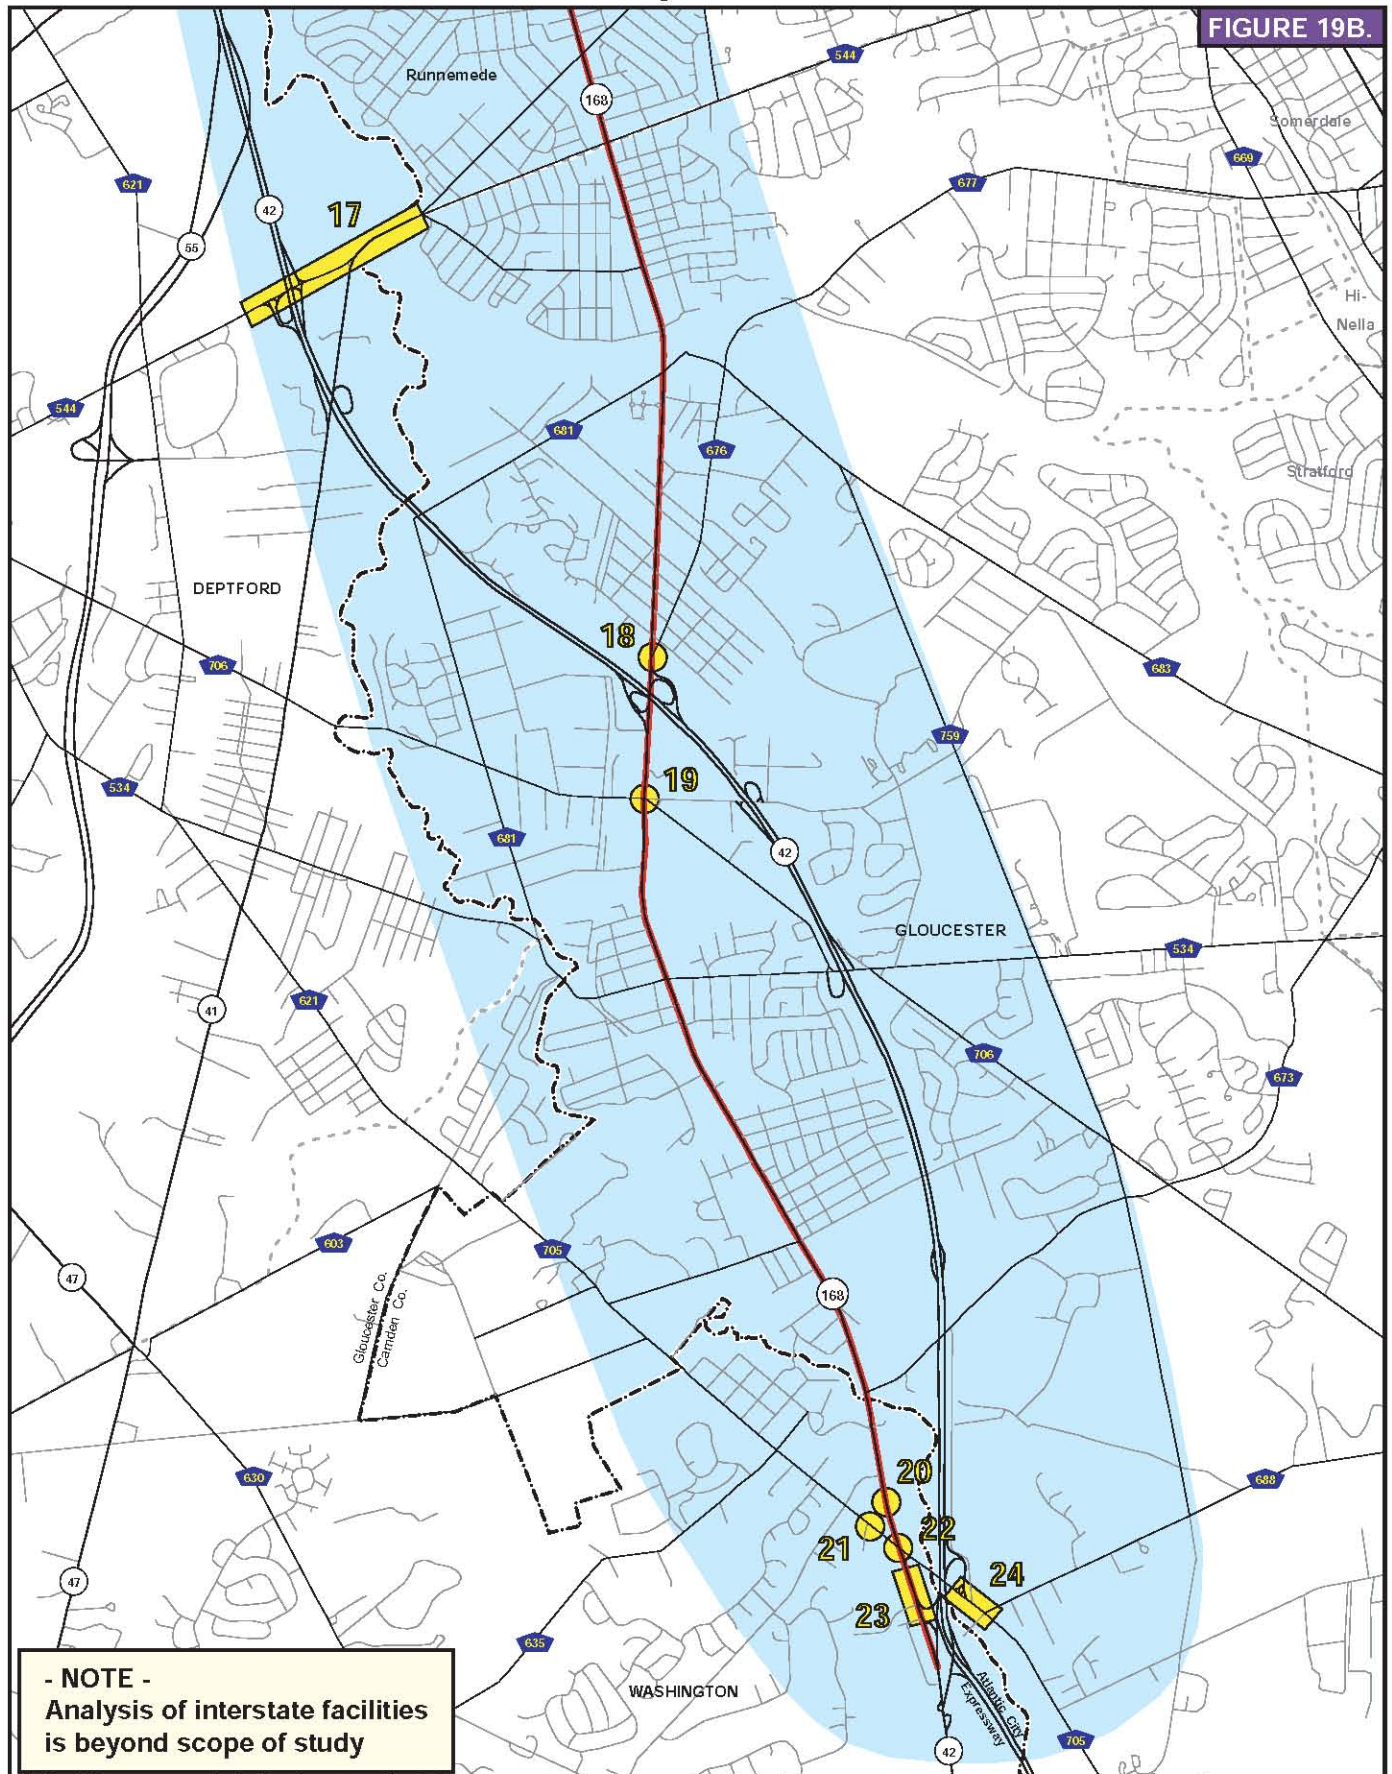 FIGURE 19B.
544
Runnemede
168
Somerdale
669
621
677
42
17
55
Hi-
Nella
544
681
676
Stratford
DEPTFORD
18
706
683
759
19
534
681
42
GLOUCESTER
534
621
41
706
673
603
705
47
Gloucester Co.
Camden Co.
168
20
630
688
22
21
24
47
23
635
- NOTE -
Analysis of interstate facilities
is beyond scope of study
WASHINGTON
Atlantic City
Expressway
705
42